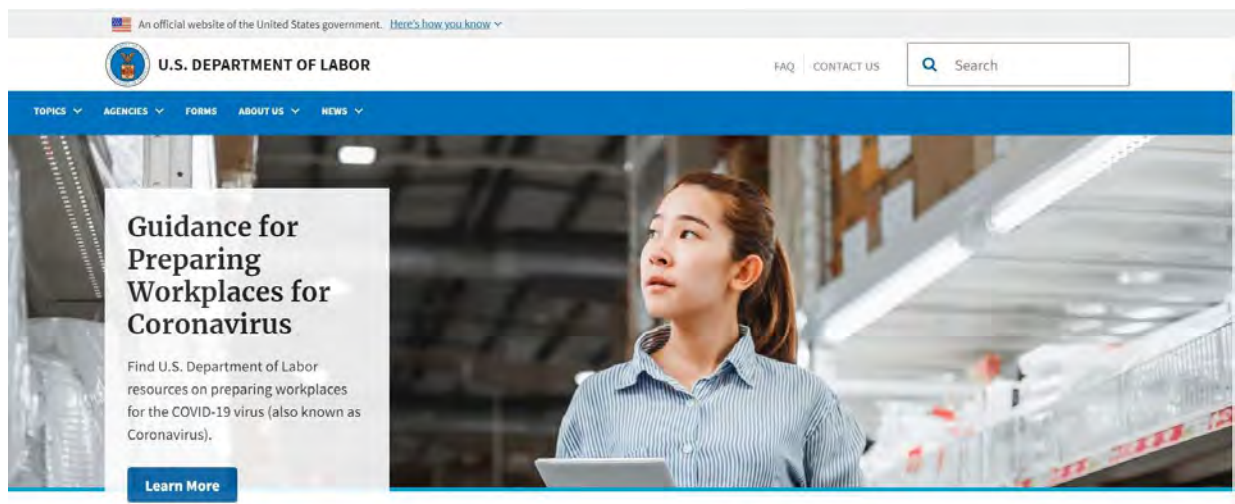 An official website of the United States government. Here's how you know
U.S. DEPARTMENT OF LABOR
FAQ CONTACT US
Search
TOPICS AGENCIES FORMS ABOUT US NEWS
Guidance for
Preparing
Workplaces for
Coronavirus
Find U.S. Department of Labor
resources on preparing workplaces
for the COVID-19 virus (also known as
Coronavirus).
Learn More